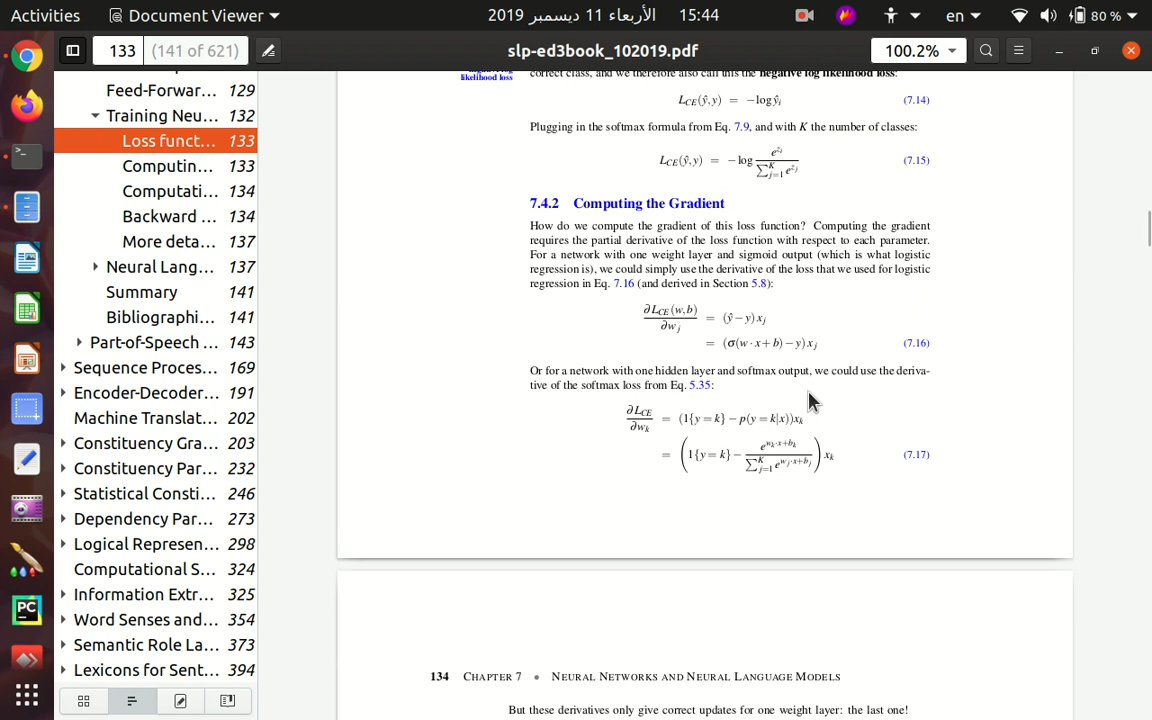 Activities Document Viewer 15:44 الأربعاء 11 ديسمبر 2019 en 80 %
133 (141 of 621) slp-ed3book_102019.pdf 100.2%
Feed-Forwar... 129
Training Neu... 132
Loss funct... 133
Computin... 133
Computati... 134
Backward ... 134
More deta... 137
Neural Lang... 137
Summary 141
Bibliographi... 141
Part-of-Speech ... 143
Sequence Proces... 169
Encoder-Decoder... 191
Machine Translat... 202
Constituency Gra... 203
Constituency Par... 232
Statistical Consti... 246
Dependency Par... 273
Logical Represen... 298
Computational S... 324
Information Extr... 325
Word Senses and... 354
Semantic Role La... 373
Lexicons for Sent... 394
PC
negative log
likelihood loss
correct class, and we therefore also call this the negative log likelihood loss:
L_CE(ŷ,y) = −log ŷ_i (7.14)
Plugging in the softmax formula from Eq. 7.9, and with K the number of classes:
L_CE(ŷ,y) = −log e^{z_i} / ∑_{j=1}^{K} e^{z_j} (7.15)
7.4.2 Computing the Gradient
How do we compute the gradient of this loss function? Computing the gradient
requires the partial derivative of the loss function with respect to each parameter.
For a network with one weight layer and sigmoid output (which is what logistic
regression is), we could simply use the derivative of the loss that we used for logistic
regression in Eq. 7.16 (and derived in Section 5.8):
∂L_CE(w,b) / ∂w_j = (ŷ−y) x_j
= (σ(w·x+b)−y) x_j (7.16)
Or for a network with one hidden layer and softmax output, we could use the deriva-
tive of the softmax loss from Eq. 5.35:
∂L_CE / ∂w_k = (1{y = k} − p(y = k|x))x_k
= (1{y = k} − e^{w_k·x+b_k} / ∑_{j=1}^{K} e^{w_j·x+b_j}) x_k (7.17)
134 CHAPTER 7 • NEURAL NETWORKS AND NEURAL LANGUAGE MODELS
But these derivatives only give correct updates for one weight layer: the last one!